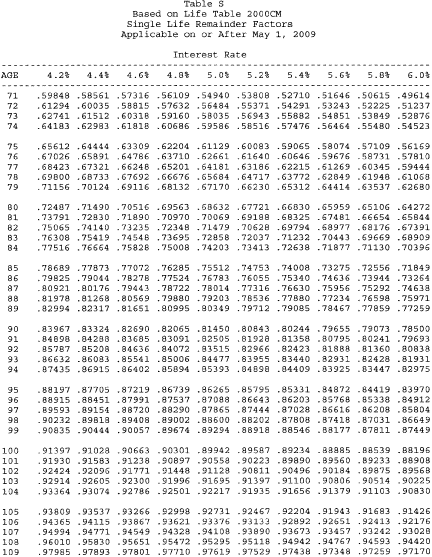 Table S
Based on Life Table 2000CM
Single Life Remainder Factors
Applicable on or After May 1, 2009
Interest Rate
AGE 4.2% 4.4% 4.6% 4.8% 5.0% 5.2% 5.4% 5.6% 5.8% 6.0%
71 .59848 .58561 .57316 .56109 .54940 .53808 .52710 .51646 .50615 .49614
72 .61294 .60035 .58815 .57632 .56484 .55371 .54291 .53243 .52225 .51237
73 .62741 .61512 .60318 .59160 .58035 .56943 .55882 .54851 .53849 .52876
74 .64183 .62983 .61818 .60686 .59586 .58516 .57476 .56464 .55480 .54523
75 .65612 .64444 .63309 .62204 .61129 .60083 .59065 .58074 .57109 .56169
76 .67026 .65891 .64786 .63710 .62661 .61640 .60646 .59676 .58731 .57810
77 .68423 .67321 .66246 .65201 .64181 .63186 .62215 .61269 .60345 .59444
78 .69800 .68733 .67692 .66676 .65684 .64717 .63772 .62849 .61948 .61068
79 .71156 .70124 .69116 .68132 .67170 .66230 .65312 .64414 .63537 .62680
80 .72487 .71490 .70516 .69563 .68632 .67721 .66830 .65959 .65106 .64272
81 .73791 .72830 .71890 .70970 .70069 .69188 .68325 .67481 .66654 .65844
82 .75065 .74140 .73235 .72348 .71479 .70628 .69794 .68977 .68176 .67391
83 .76308 .75419 .74548 .73695 .72858 .72037 .71232 .70443 .69669 .68909
84 .77516 .76664 .75828 .75008 .74203 .73413 .72638 .71877 .71130 .70396
85 .78689 .77873 .77072 .76285 .75512 .74753 .74008 .73275 .72556 .71849
86 .79825 .79044 .78277 .77524 .76783 .76055 .75340 .74636 .73944 .73264
87 .80921 .80176 .79443 .78722 .78014 .77316 .76630 .75956 .75292 .74638
88 .81978 .81268 .80569 .79880 .79203 .78536 .77880 .77234 .76598 .75971
89 .82994 .82317 .81651 .80995 .80349 .79712 .79085 .78467 .77859 .77259
90 .83967 .83324 .82690 .82065 .81450 .80843 .80244 .79655 .79073 .78500
91 .84898 .84288 .83685 .83091 .82505 .81928 .81358 .80795 .80241 .79693
92 .85787 .85208 .84636 .84072 .83515 .82966 .82423 .81888 .81360 .80838
93 .86632 .86083 .85541 .85006 .84477 .83955 .83440 .82931 .82428 .81931
94 .87435 .86915 .86402 .85894 .85393 .84898 .84409 .83925 .83447 .82975
95 .88197 .87705 .87219 .86739 .86265 .85795 .85331 .84872 .84419 .83970
96 .88915 .88451 .87991 .87537 .87088 .86643 .86203 .85768 .85338 .84912
97 .89593 .89154 .88720 .88290 .87865 .87444 .87028 .86616 .86208 .85804
98 .90232 .89818 .89408 .89002 .88600 .88202 .87808 .87418 .87031 .86649
99 .90835 .90444 .90057 .89674 .89294 .88918 .88546 .88177 .87811 .87449
100 .91397 .91028 .90663 .90301 .89942 .89587 .89234 .88885 .88539 .88196
101 .91930 .91583 .91238 .90897 .90558 .90223 .89890 .89560 .89233 .88908
102 .92424 .92096 .91771 .91448 .91128 .90811 .90496 .90184 .89875 .89568
103 .92914 .92605 .92300 .91996 .91695 .91397 .91100 .90806 .90514 .90225
104 .93364 .93074 .92786 .92501 .92217 .91935 .91656 .91379 .91103 .90830
105 .93809 .93537 .93266 .92998 .92731 .92467 .92204 .91943 .91683 .91426
106 .94365 .94115 .93867 .93621 .93376 .93133 .92892 .92651 .92413 .92176
107 .94994 .94771 .94549 .94328 .94108 .93890 .93673 .93457 .93242 .93028
108 .96010 .95830 .95651 .95472 .95295 .95118 .94942 .94767 .94593 .94420
109 .97985 .97893 .97801 .97710 .97619 .97529 .97438 .97348 .97259 .97170